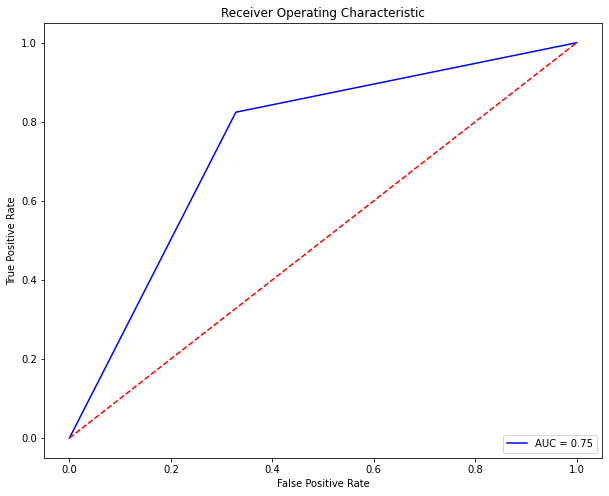 Receiver Operating Characteristic
True Positive Rate
1.0
0.8
0.6
0.4
0.2
0.0
AUC = 0.75
0.0 0.2 0.4 0.6 0.8 1.0
False Positive Rate